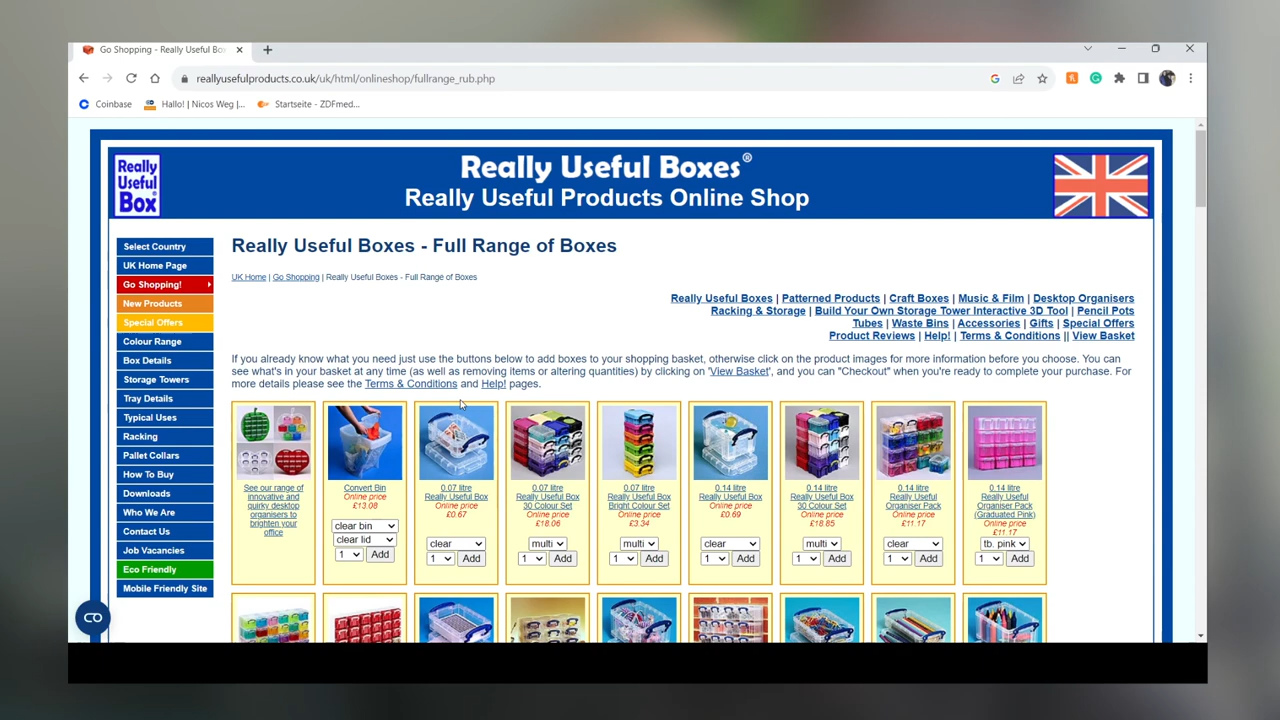 Go Shopping - Really Useful Box
reallyusefulproducts.co.uk/uk/html/onlineshop/fullrange_rub.php
Coinbase Hallo! | Nicos Weg |... Startseite - ZDFmed...
Really Useful Box
Really Useful Boxes®
Really Useful Products Online Shop
Select Country
UK Home Page
Go Shopping!
New Products
Special Offers
Colour Range
Box Details
Storage Towers
Tray Details
Typical Uses
Racking
Pallet Collars
How To Buy
Downloads
Who We Are
Contact Us
Job Vacancies
Eco Friendly
Mobile Friendly Site
Really Useful Boxes - Full Range of Boxes
UK Home | Go Shopping | Really Useful Boxes - Full Range of Boxes
Really Useful Boxes | Patterned Products | Craft Boxes | Music & Film | Desktop Organisers
Racking & Storage | Build Your Own Storage Tower Interactive 3D Tool | Pencil Pots
Tubes | Waste Bins | Accessories | Gifts | Special Offers
Product Reviews | Help! | Terms & Conditions || View Basket
If you already know what you need just use the buttons below to add boxes to your shopping basket, otherwise click on the product images for more information before you choose. You can
see what's in your basket at any time (as well as removing items or altering quantities) by clicking on 'View Basket', and you can "Checkout" when you're ready to complete your purchase. For
more details please see the Terms & Conditions and Help! pages.
See our range of
innovative and
quirky desktop
organisers to
brighten your
office
Convert Bin
Online price
£13.08
clear bin
clear lid
1 Add
0.07 litre
Really Useful Box
Online price
£0.67
clear
1 Add
0.07 litre
Really Useful Box
30 Colour Set
Online price
£18.06
multi
1 Add
0.07 litre
Really Useful Box
Bright Colour Set
Online price
£3.34
multi
1 Add
0.14 litre
Really Useful Box
Online price
£0.69
clear
1 Add
0.14 litre
Really Useful Box
30 Colour Set
Online price
£18.85
multi
1 Add
0.14 litre
Really Useful
Organiser Pack
Online price
£11.17
clear
1 Add
0.14 litre
Really Useful
Organiser Pack
(Graduated Pink)
Online price
£11.17
tb. pink
1 Add